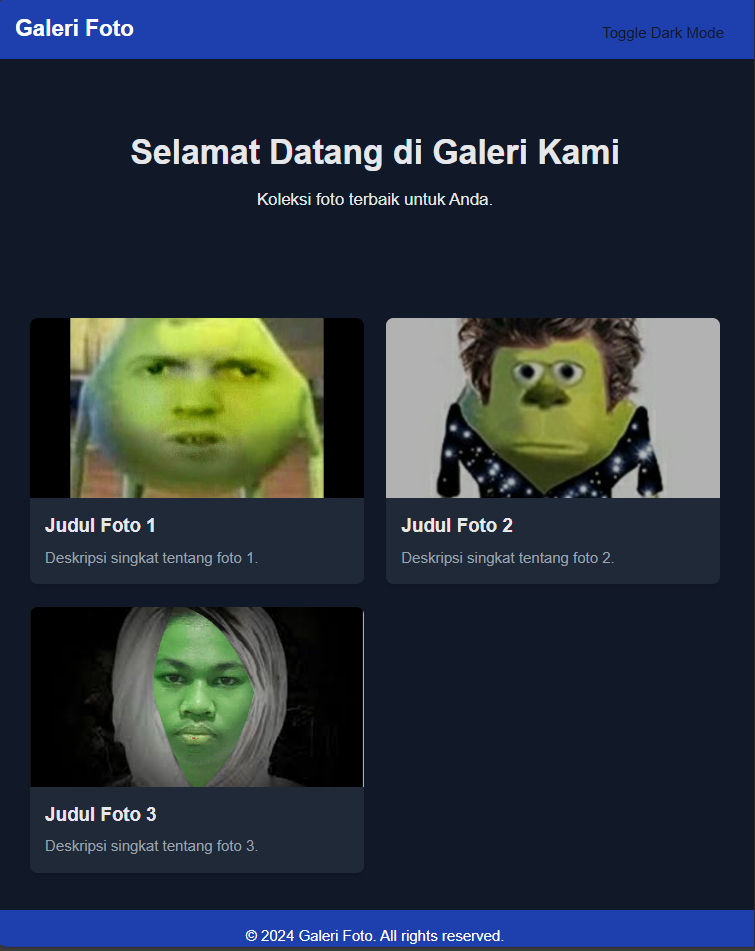 Galeri Foto
Toggle Dark Mode
Selamat Datang di Galeri Kami
Koleksi foto terbaik untuk Anda.
Judul Foto 1
Deskripsi singkat tentang foto 1.
Judul Foto 2
Deskripsi singkat tentang foto 2.
Judul Foto 3
Deskripsi singkat tentang foto 3.
© 2024 Galeri Foto. All rights reserved.